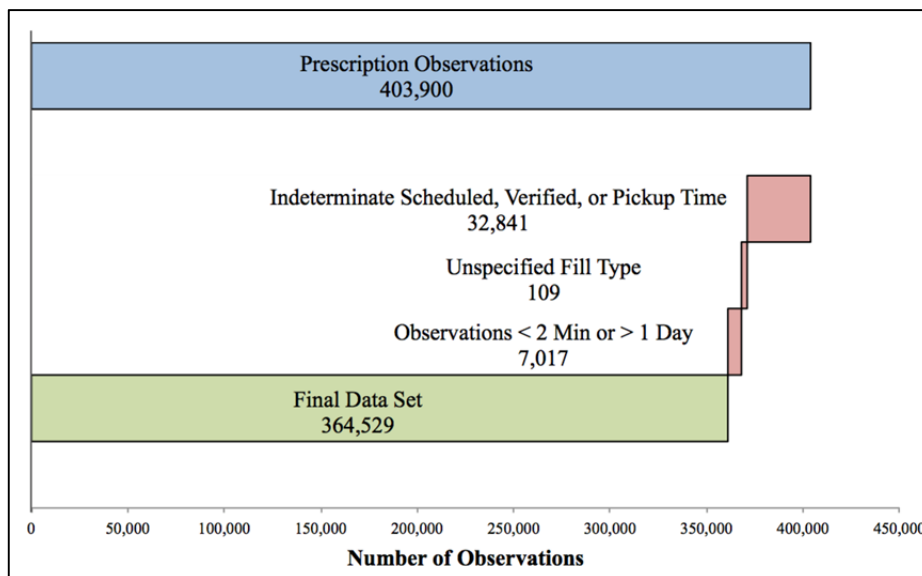 Prescription Observations
403,900
Indeterminate Scheduled, Verified, or Pickup Time
32,841
Unspecified Fill Type
109
Observations < 2 Min or > 1 Day
7,017
Final Data Set
364,529
0 50,000 100,000 150,000 200,000 250,000 300,000 350,000 400,000 450,000
Number of Observations